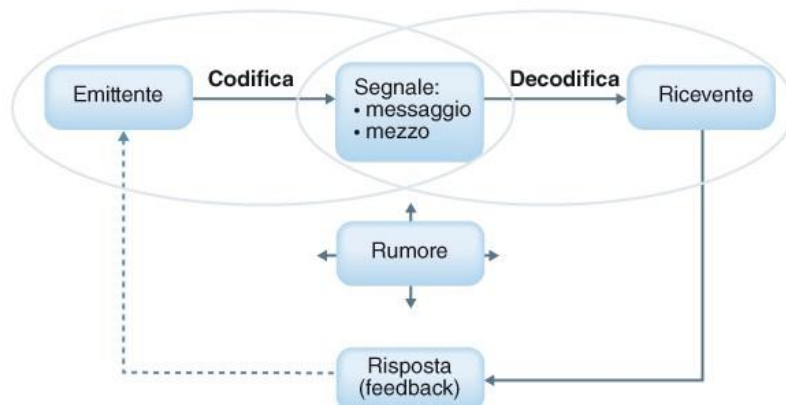 Emittente
Codifica
Segnale:
• messaggio
• mezzo
Decodifica
Ricevente
Rumore
Risposta
(feedback)